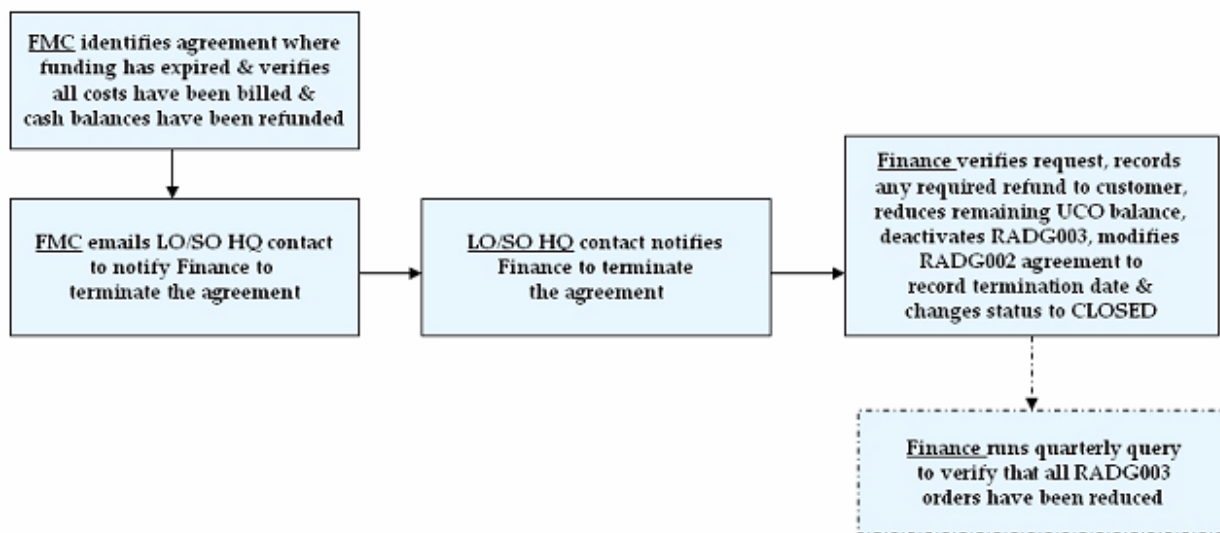 FMC identifies agreement where
funding has expired & verifies
all costs have been billed &
cash balances have been refunded
FMC emails LO/SO HQ contact
to notify Finance to
terminate the agreement
LO/SO HQ contact notifies
Finance to terminate
the agreement
Finance verifies request, records
any required refund to customer,
reduces remaining UCO balance,
deactivates RADG003, modifies
RADG002 agreement to
record termination date &
changes status to CLOSED
Finance runs quarterly query
to verify that all RADG003
orders have been reduced